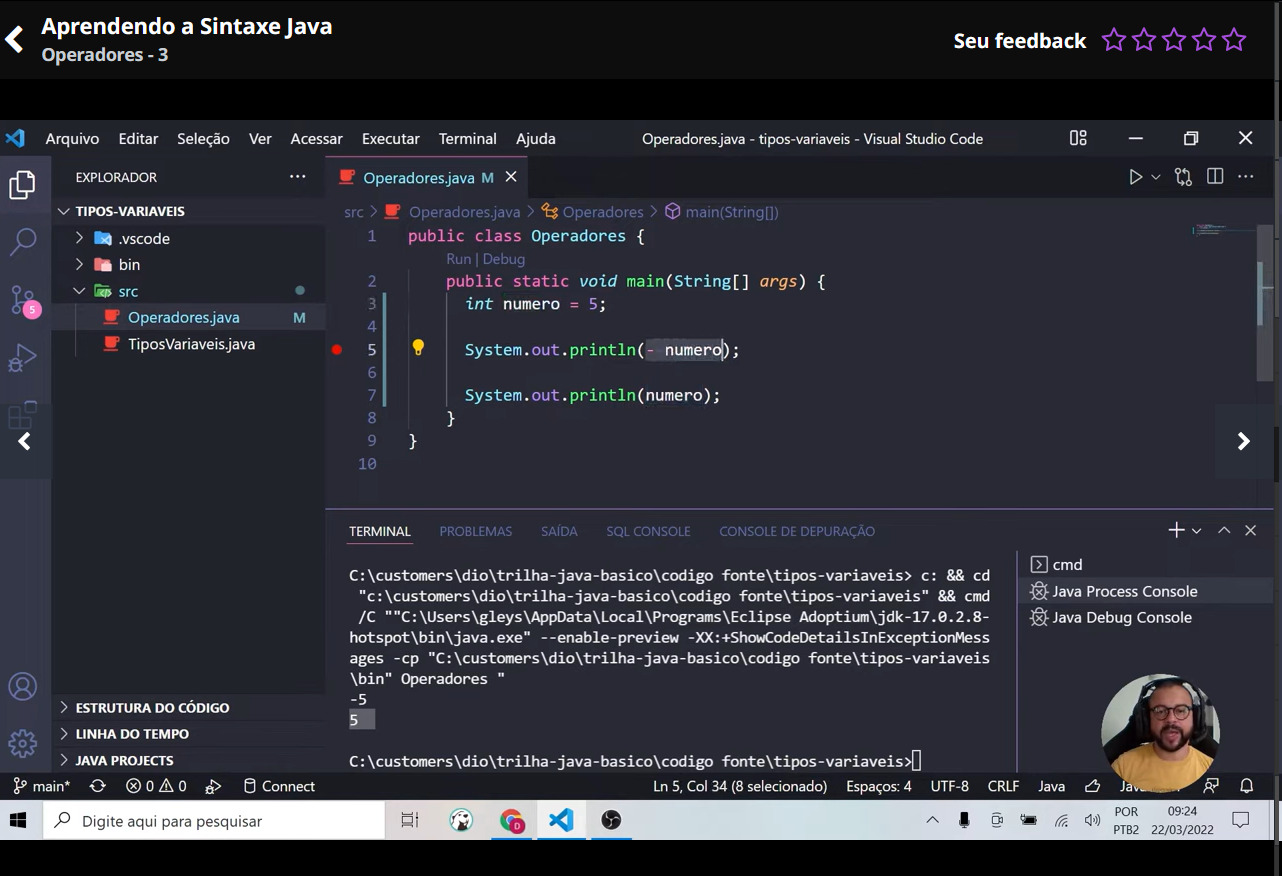 Aprendendo a Sintaxe Java
Operadores - 3
Seu feedback
Arquivo Editar Seleção Ver Acessar Executar Terminal Ajuda
Operadores.java - tipos-variaveis - Visual Studio Code
EXPLORADOR
TIPOS-VARIAVEIS
.vscode
bin
src
Operadores.java M
TiposVariaveis.java
ESTRUTURA DO CÓDIGO
LINHA DO TEMPO
JAVA PROJECTS
5
Operadores.java M
src > Operadores.java > Operadores > main(String[])
1 public class Operadores {
Run | Debug
2 public static void main(String[] args) {
3 int numero = 5;
4
5 System.out.println(- numero);
6
7 System.out.println(numero);
8 }
9 }
10
TERMINAL PROBLEMAS SAÍDA SQL CONSOLE CONSOLE DE DEPURAÇÃO
C:\customers\dio\trilha-java-basico\codigo fonte\tipos-variaveis> c: && cd
"c:\customers\dio\trilha-java-basico\codigo fonte\tipos-variaveis" && cmd
/C ""C:\Users\gleys\AppData\Local\Programs\Eclipse Adoptium\jdk-17.0.2.8-
hotspot\bin\java.exe" --enable-preview -XX:+ShowCodeDetailsInExceptionMess
ages -cp "C:\customers\dio\trilha-java-basico\codigo fonte\tipos-variaveis
\bin" Operadores "
-5
5
C:\customers\dio\trilha-java-basico\codigo fonte\tipos-variaveis>
cmd
Java Process Console
Java Debug Console
main* 0 0 Connect
Ln 5, Col 34 (8 selecionado) Espaços: 4 UTF-8 CRLF Java
Digite aqui para pesquisar
D
POR
PTB2
09:24
22/03/2022